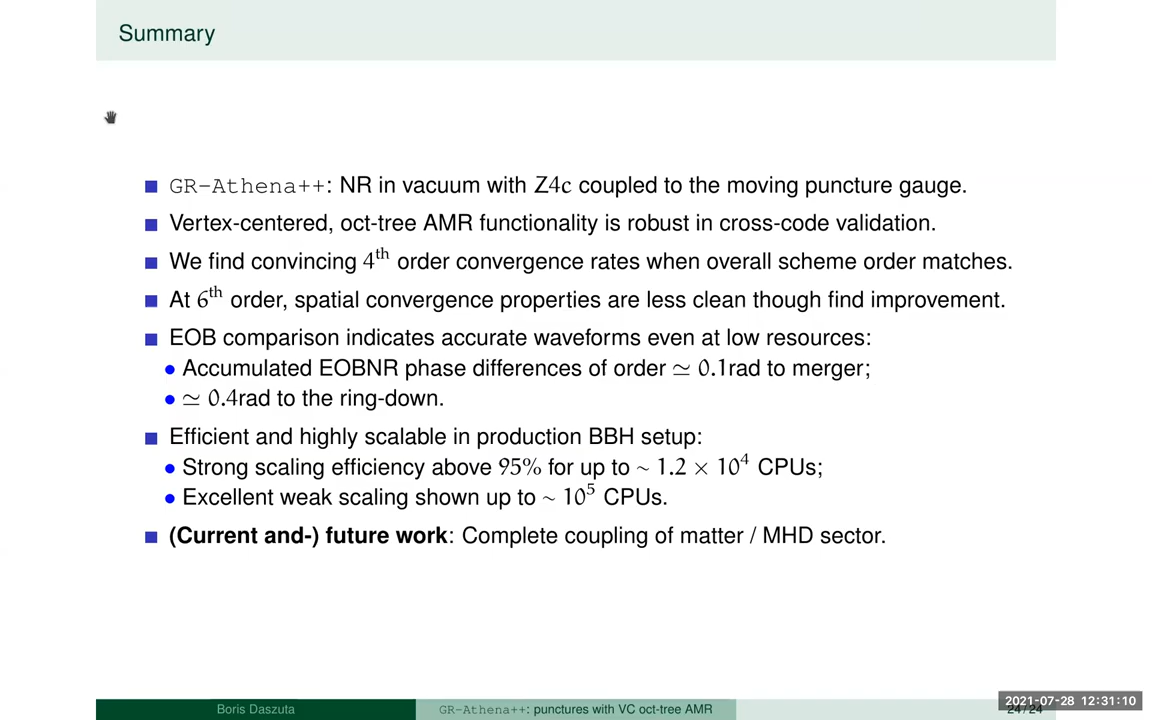 Summary
GR-Athena++: NR in vacuum with Z4c coupled to the moving puncture gauge.
Vertex-centered, oct-tree AMR functionality is robust in cross-code validation.
We find convincing 4th order convergence rates when overall scheme order matches.
At 6th order, spatial convergence properties are less clean though find improvement.
EOB comparison indicates accurate waveforms even at low resources:
Accumulated EOBNR phase differences of order ≃ 0.1rad to merger;
≃ 0.4rad to the ring-down.
Efficient and highly scalable in production BBH setup:
Strong scaling efficiency above 95% for up to ∼ 1.2 × 10⁴ CPUs;
Excellent weak scaling shown up to ∼ 10⁵ CPUs.
(Current and-) future work: Complete coupling of matter / MHD sector.
Boris Daszuta GR-Athena++: punctures with VC oct-tree AMR 24/24
2021-07-28 12:31:10